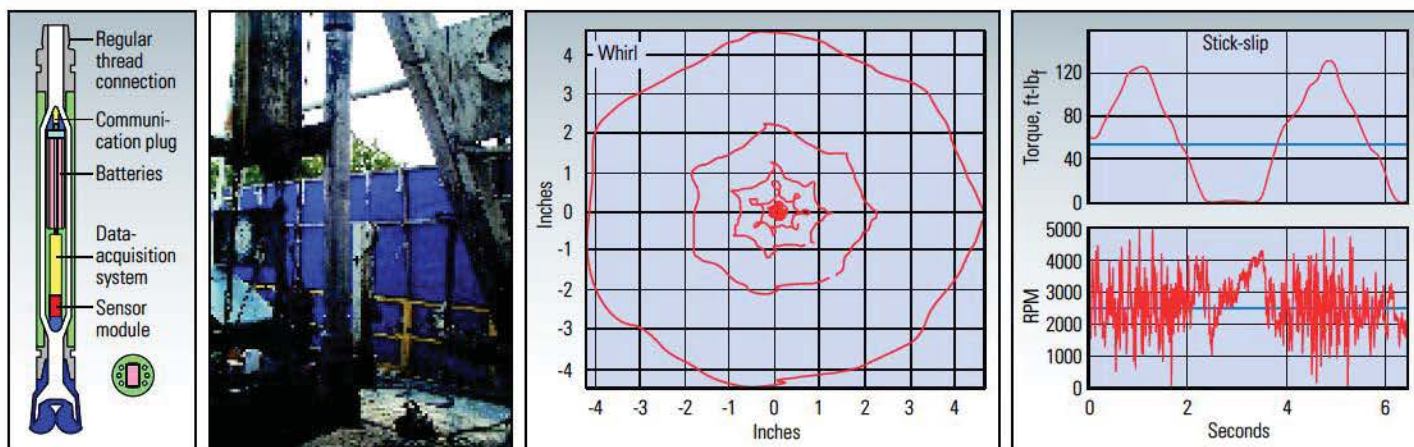 Regular
thread
connection
Communi-
cation plug
Batteries
Data-
acquisition
system
Sensor
module
Whirl
Inches
4
3
2
1
0
-1
-2
-3
-4
-4 -3 -2 -1 0 1 2 3 4
Inches
Stick-slip
Torque, ft-lbf
120
80
40
0
RPM
5000
4000
3000
2000
1000
0
0 2 4 6
Seconds